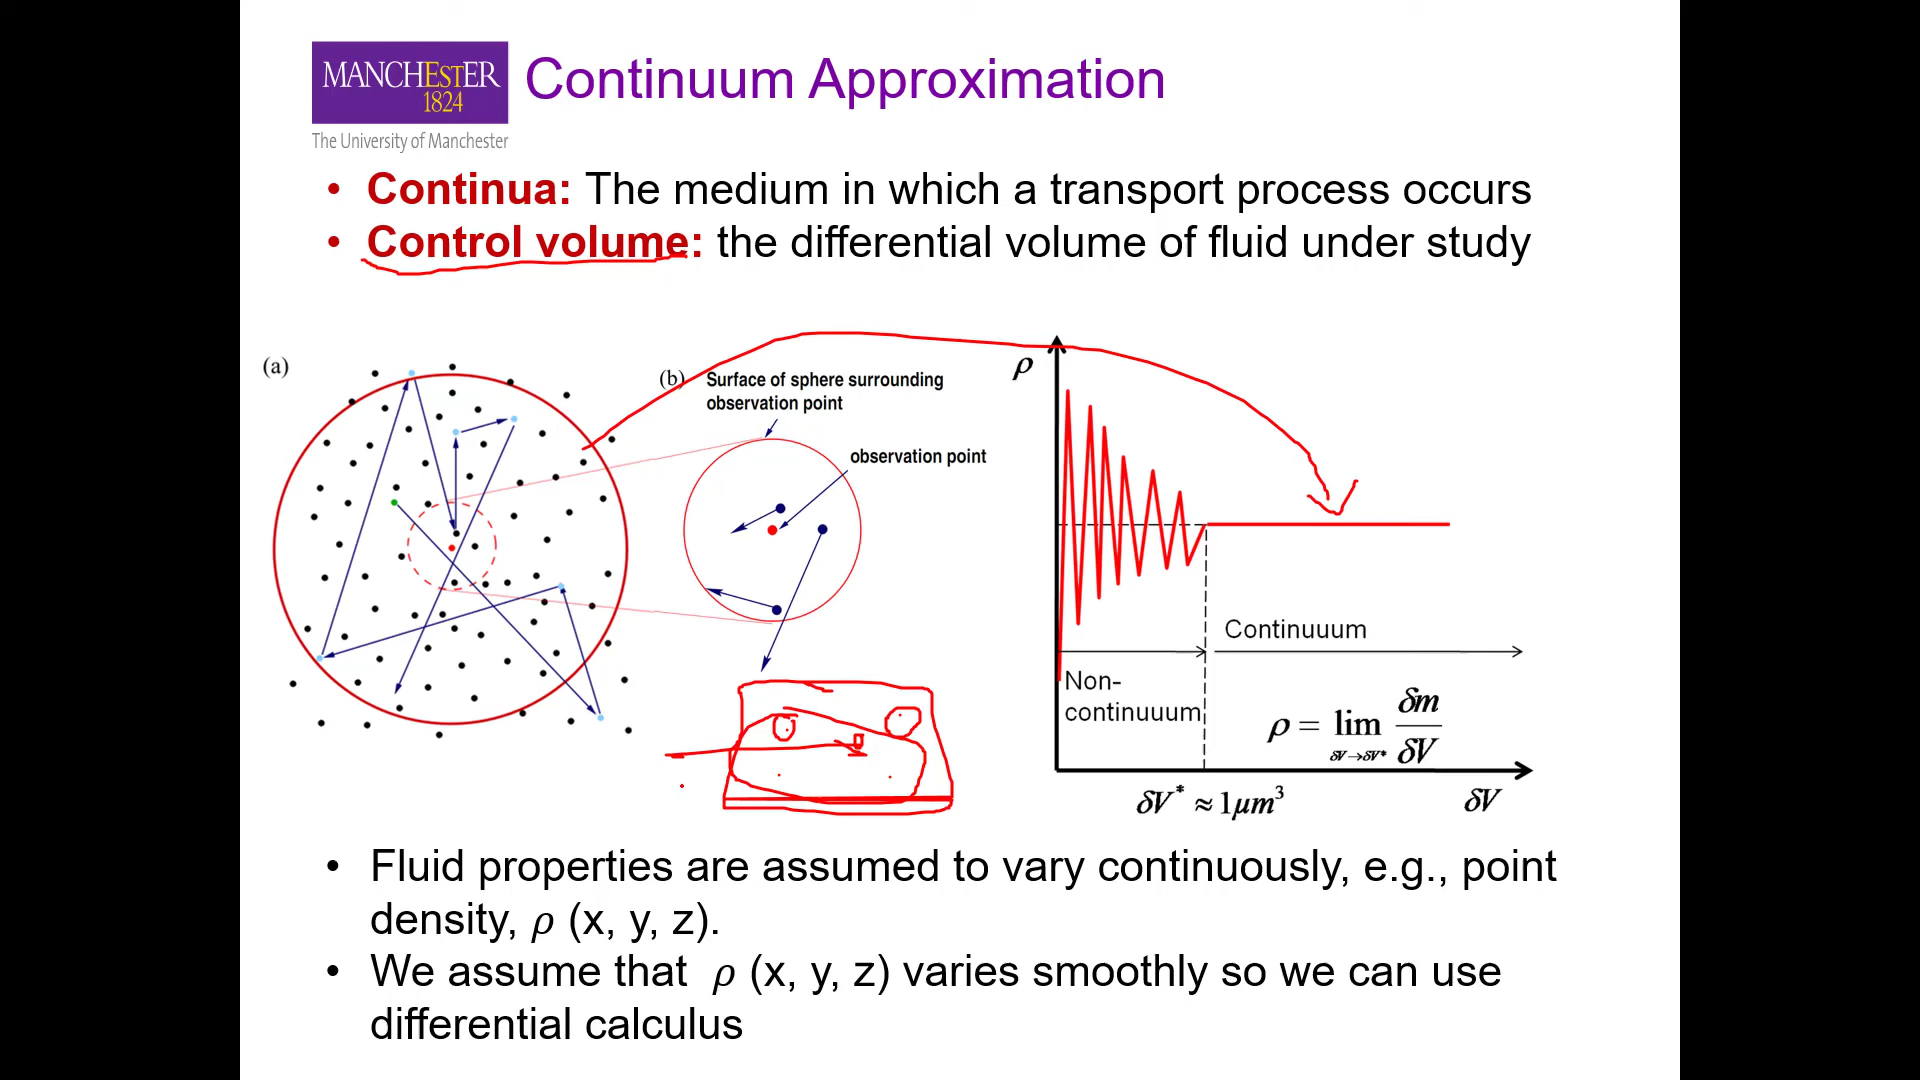 MANCHESTER
1824
The University of Manchester
Continuum Approximation
• Continua: The medium in which a transport process occurs
• Control volume: the differential volume of fluid under study
(a)
(b)
Surface of sphere surrounding
observation point
observation point
ρ
Continuuum
Non-
continuuum
ρ = lim δm/δV
δV→δV*
δV* ≈ 1μm³
δV
• Fluid properties are assumed to vary continuously, e.g., point
density, ρ (x, y, z).
• We assume that ρ (x, y, z) varies smoothly so we can use
differential calculus